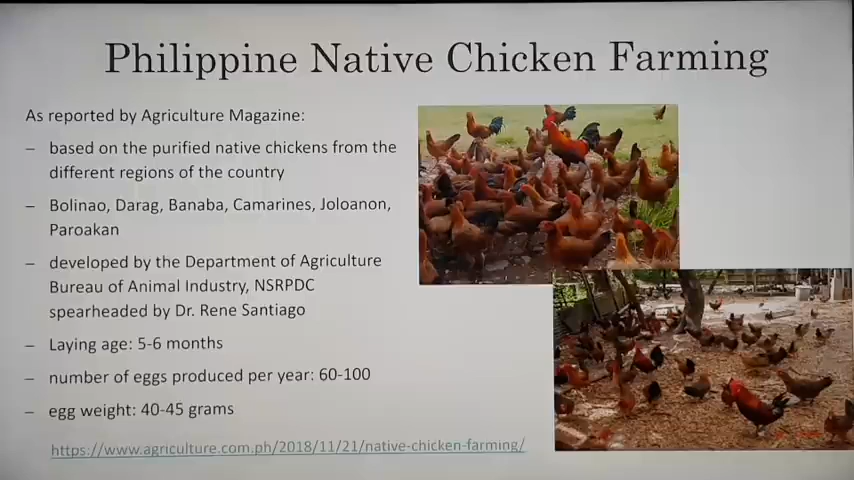 Philippine Native Chicken Farming
As reported by Agriculture Magazine:
– based on the purified native chickens from the
different regions of the country
– Bolinao, Darag, Banaba, Camarines, Joloanon,
Paroakan
– developed by the Department of Agriculture
Bureau of Animal Industry, NSRPDC
spearheaded by Dr. Rene Santiago
– Laying age: 5-6 months
– number of eggs produced per year: 60-100
– egg weight: 40-45 grams
https://www.agriculture.com.ph/2018/11/21/native-chicken-farming/